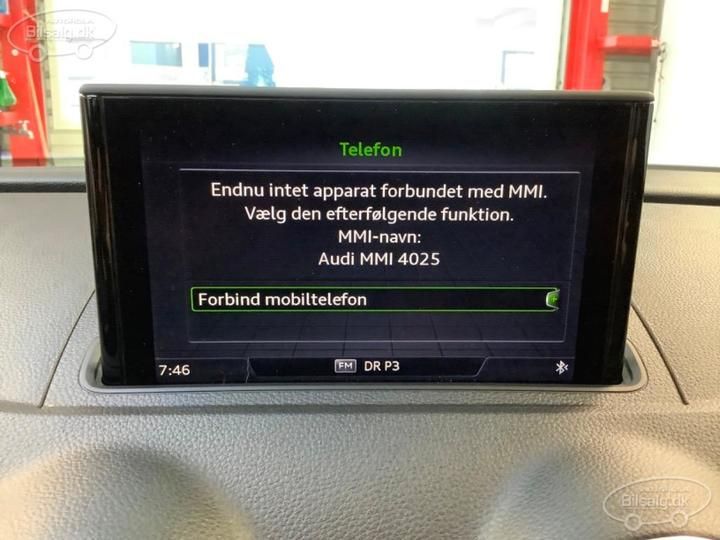 AUTOHOLA
Bilsalg.dk
Telefon
Endnu intet apparat forbundet med MMI.
Vælg den efterfølgende funktion.
MMI-navn:
Audi MMI 4025
Forbind mobiltelefon
7:46
FM DR P3
Bilsalg.dk